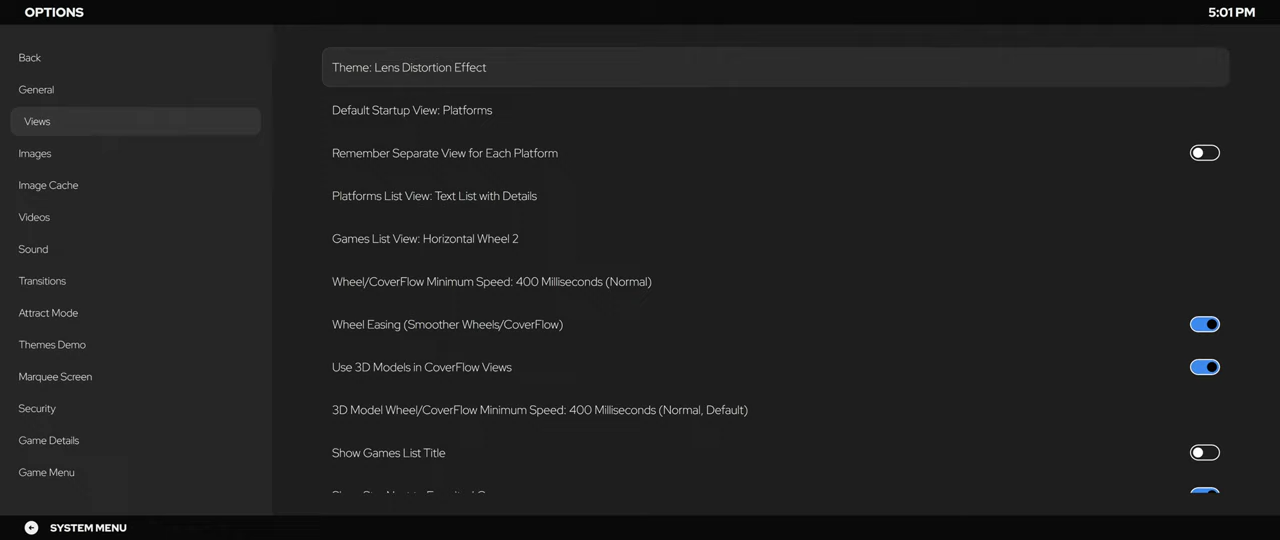 OPTIONS
5:01 PM
Back
General
Views
Images
Image Cache
Videos
Sound
Transitions
Attract Mode
Themes Demo
Marquee Screen
Security
Game Details
Game Menu
Theme: Lens Distortion Effect
Default Startup View: Platforms
Remember Separate View for Each Platform
Platforms List View: Text List with Details
Games List View: Horizontal Wheel 2
Wheel/CoverFlow Minimum Speed: 400 Milliseconds (Normal)
Wheel Easing (Smoother Wheels/CoverFlow)
Use 3D Models in CoverFlow Views
3D Model Wheel/CoverFlow Minimum Speed: 400 Milliseconds (Normal, Default)
Show Games List Title
SYSTEM MENU